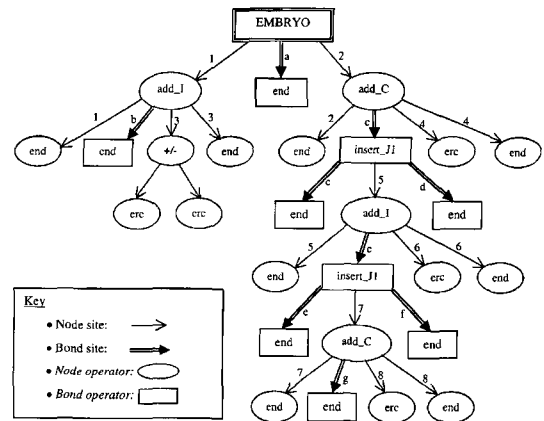 EMBRYO
1 a 2
add_I end add_C
1 b 3 3 2 c 4 4
end end +/- end end insert_J1 erc end
erc erc c 5 d
end add_I end
5 e 6 6
end insert_J1 erc end
e 7 f
end add_C end
7 g 8 8
end end erc end
Key
• Node site:
• Bond site:
• Node operator:
• Bond operator: